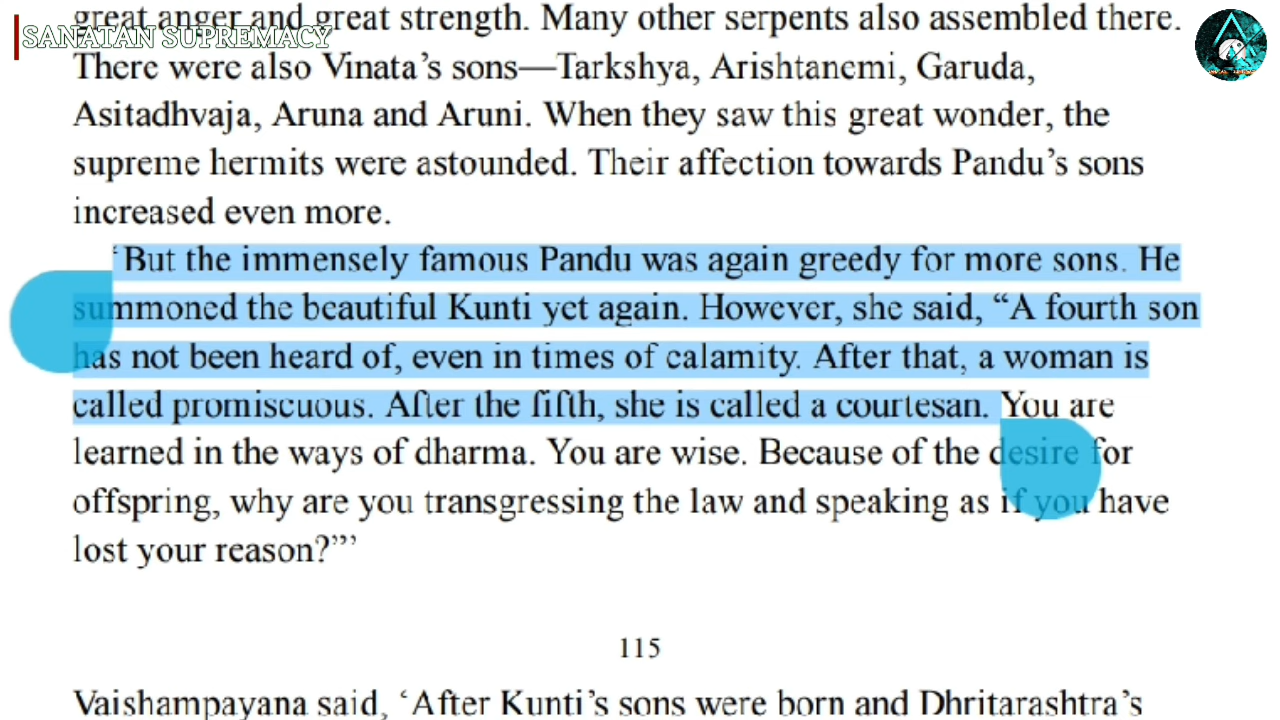 great anger and great strength. Many other serpents also assembled there.
SANATAN SUPREMACY
There were also Vinata’s sons—Tarkshya, Arishtanemi, Garuda,
Asitadhvaja, Aruna and Aruni. When they saw this great wonder, the
supreme hermits were astounded. Their affection towards Pandu’s sons
increased even more.
‘But the immensely famous Pandu was again greedy for more sons. He
summoned the beautiful Kunti yet again. However, she said, “A fourth son
has not been heard of, even in times of calamity. After that, a woman is
called promiscuous. After the fifth, she is called a courtesan. You are
learned in the ways of dharma. You are wise. Because of the desire for
offspring, why are you transgressing the law and speaking as if you have
lost your reason?”’
115
Vaishampayana said, ‘After Kunti’s sons were born and Dhritarashtra’s